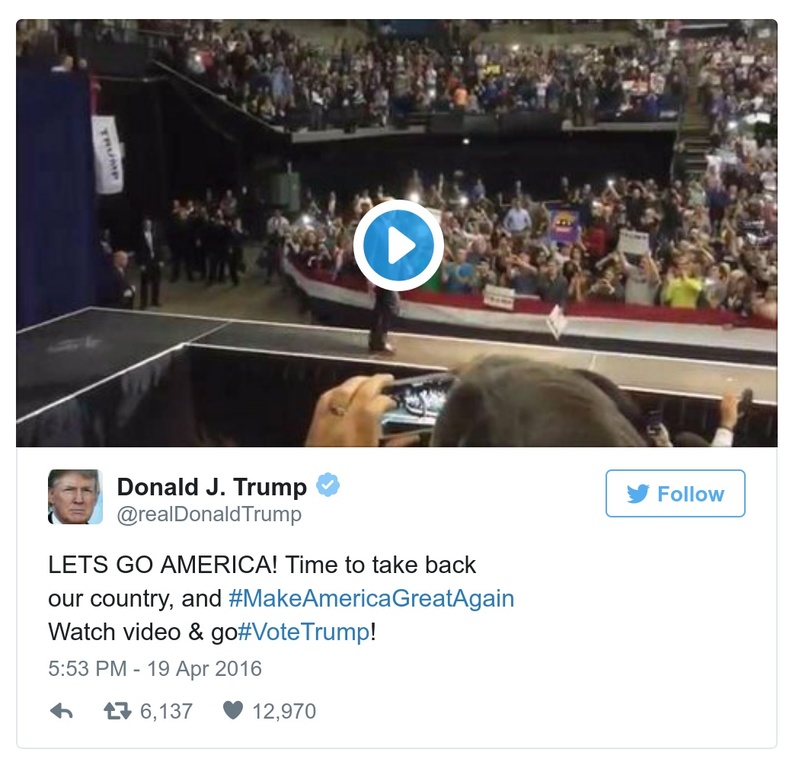 TRUMP
Donald J. Trump
@realDonaldTrump
Follow
LETS GO AMERICA! Time to take back
our country, and #MakeAmericaGreatAgain
Watch video & go#VoteTrump!
5:53 PM - 19 Apr 2016
6,137 12,970